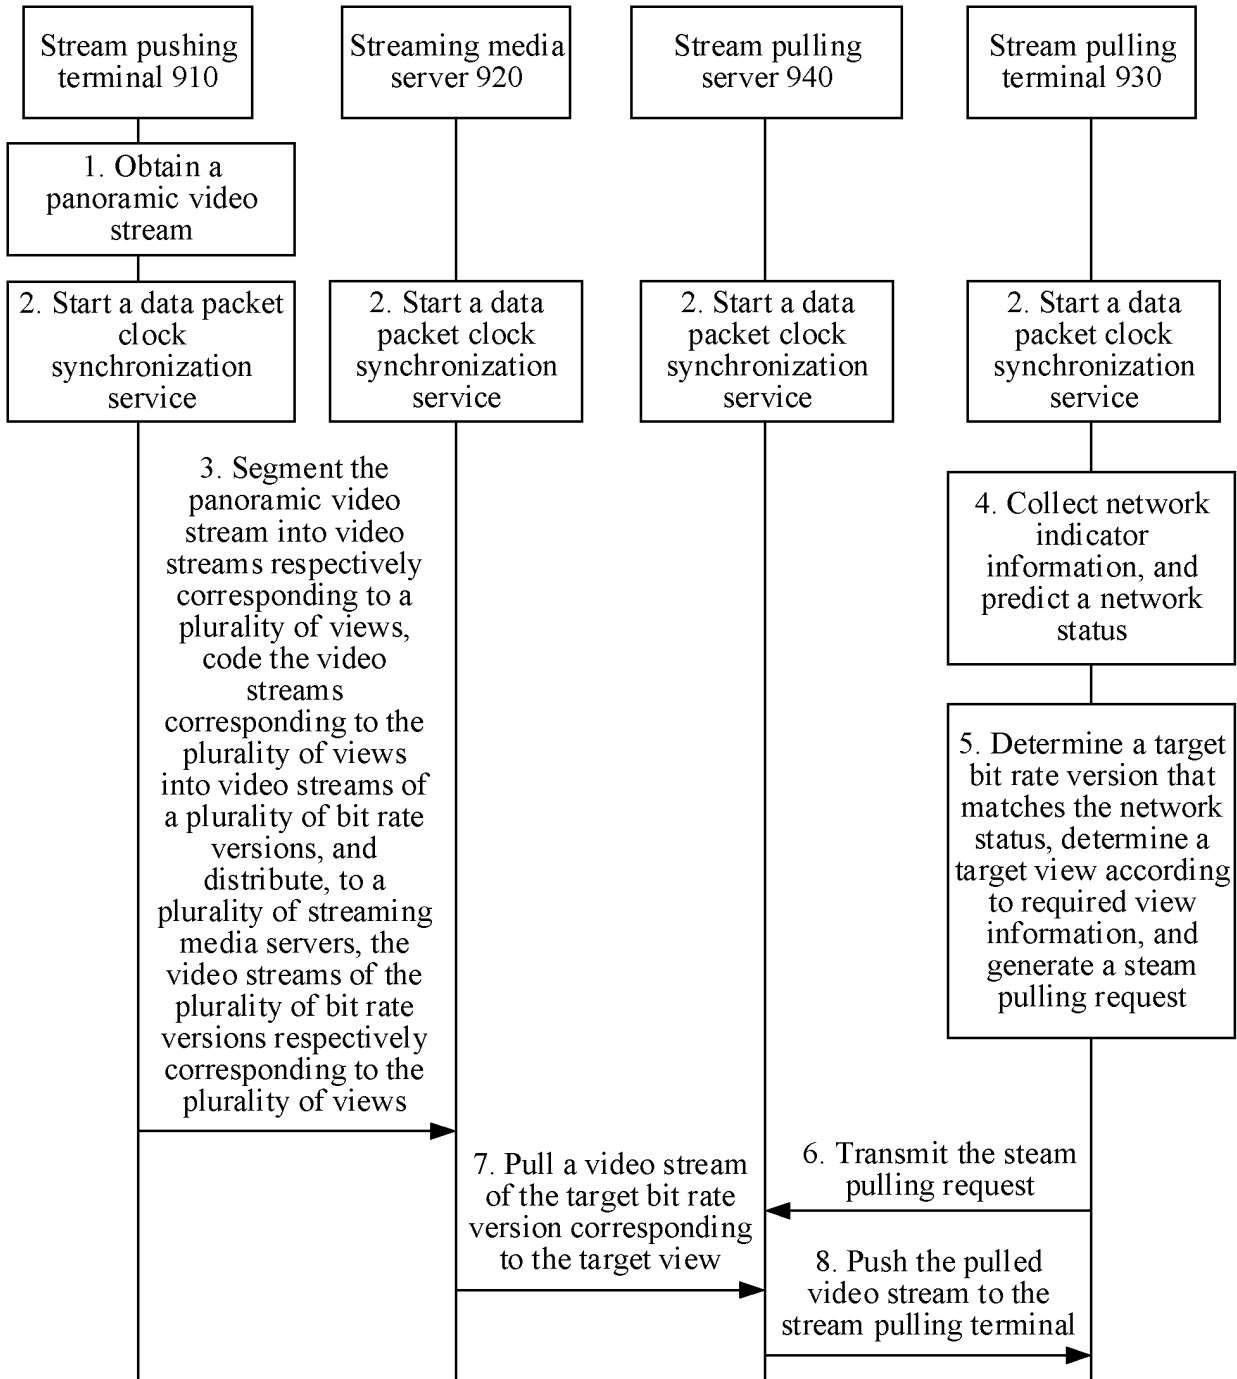 Stream pushing
terminal 910
Streaming media
server 920
Stream pulling
server 940
Stream pulling
terminal 930
1. Obtain a
panoramic video
stream
2. Start a data packet
clock
synchronization
service
2. Start a data
packet clock
synchronization
service
2. Start a data
packet clock
synchronization
service
2. Start a data
packet clock
synchronization
service
3. Segment the
panoramic video
stream into video
streams respectively
corresponding to a
plurality of views,
code the video
streams
corresponding to the
plurality of views
into video streams of
a plurality of bit rate
versions, and
distribute, to a
plurality of streaming
media servers, the
video streams of the
plurality of bit rate
versions respectively
corresponding to the
plurality of views
4. Collect network
indicator
information, and
predict a network
status
5. Determine a target
bit rate version that
matches the network
status, determine a
target view according
to required view
information, and
generate a steam
pulling request
6. Transmit the steam
pulling request
7. Pull a video stream
of the target bit rate
version corresponding
to the target view
8. Push the pulled
video stream to the
stream pulling terminal